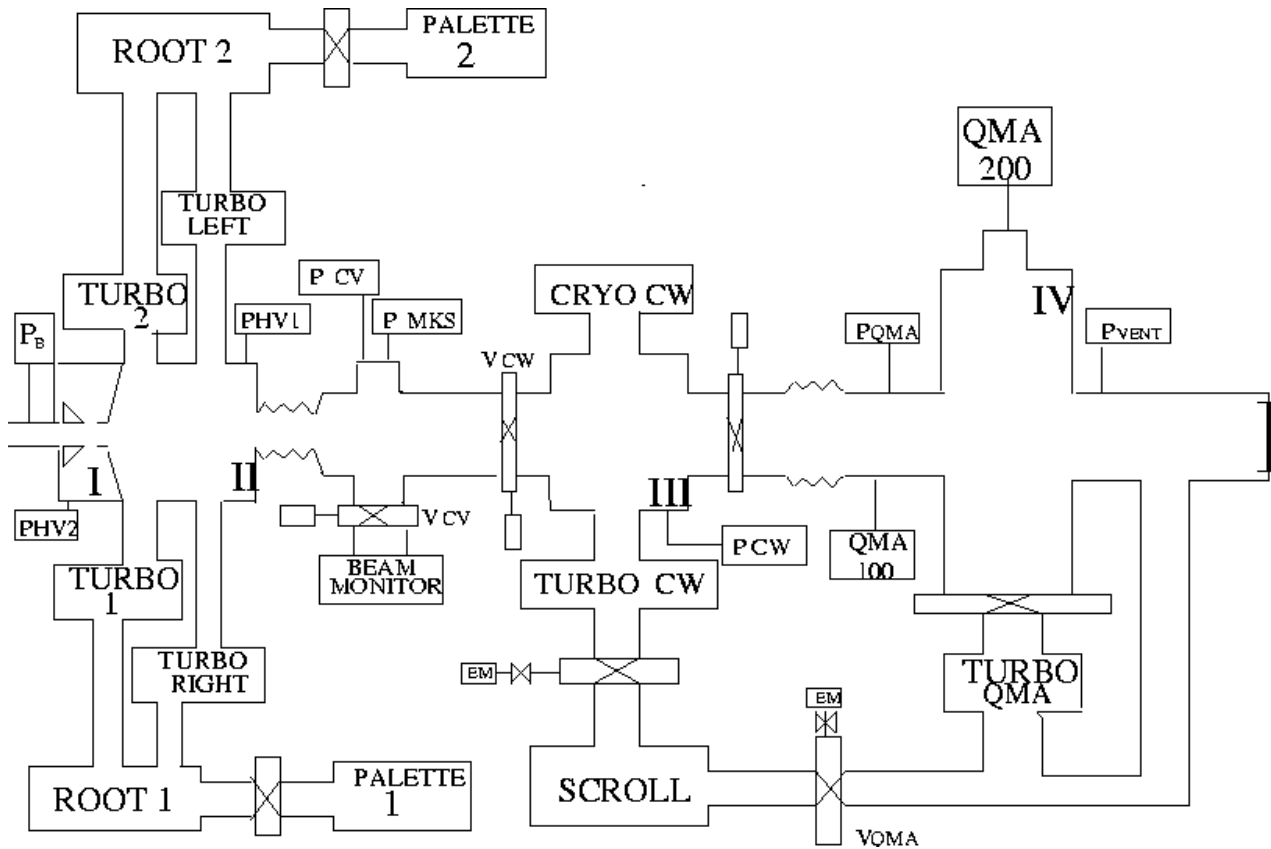 ROOT 2
PALETTE
2
QMA
200
TURBO
LEFT
P CV
CRYO CW
IV
TURBO
2
PHV1
P MKS
PB
PQMA
PVENT
VCW
I
II
III
PHV2
VCV
P CW
QMA
100
BEAM
MONITOR
TURBO
1
TURBO CW
TURBO
RIGHT
EM
TURBO
QMA
EM
PALETTE
1
ROOT 1
SCROLL
VQMA